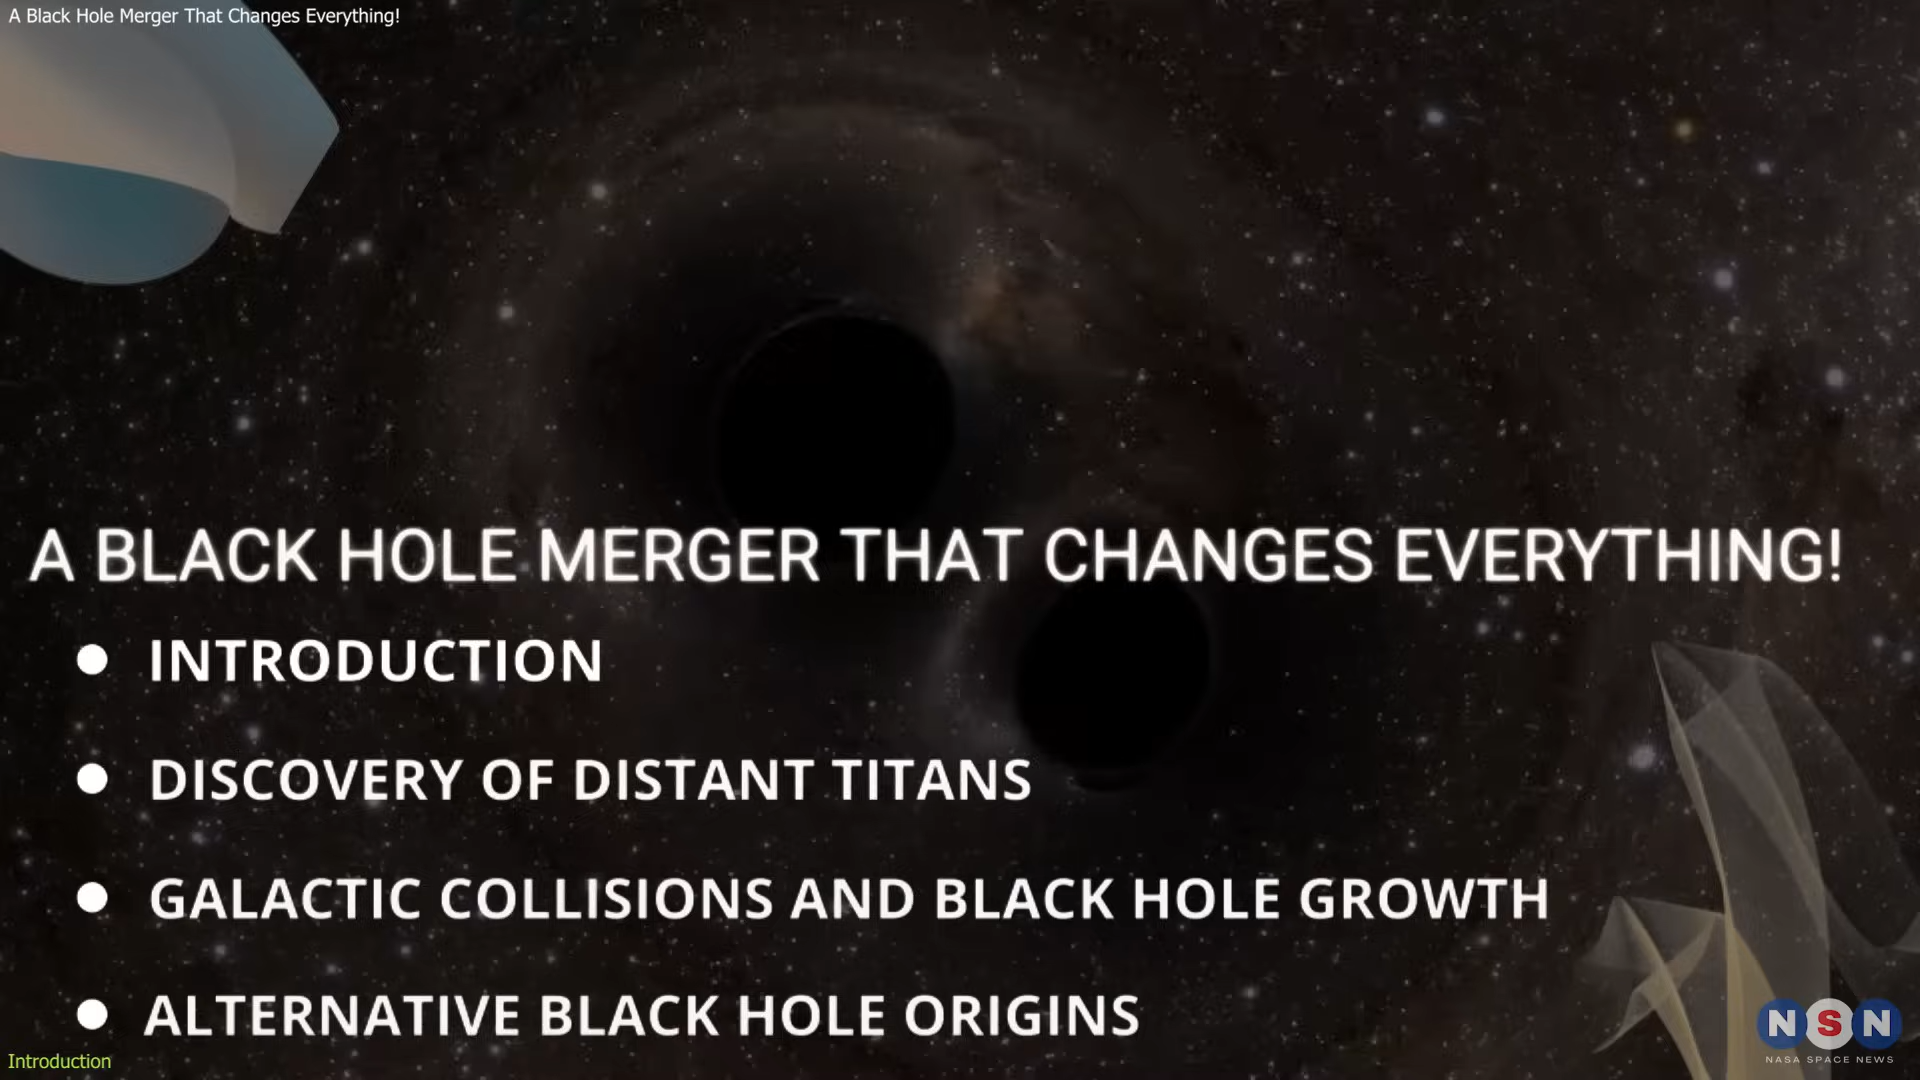 A Black Hole Merger That Changes Everything!
A BLACK HOLE MERGER THAT CHANGES EVERYTHING!
INTRODUCTION
DISCOVERY OF DISTANT TITANS
GALACTIC COLLISIONS AND BLACK HOLE GROWTH
ALTERNATIVE BLACK HOLE ORIGINS
NSN
NASA SPACE NEWS
Introduction